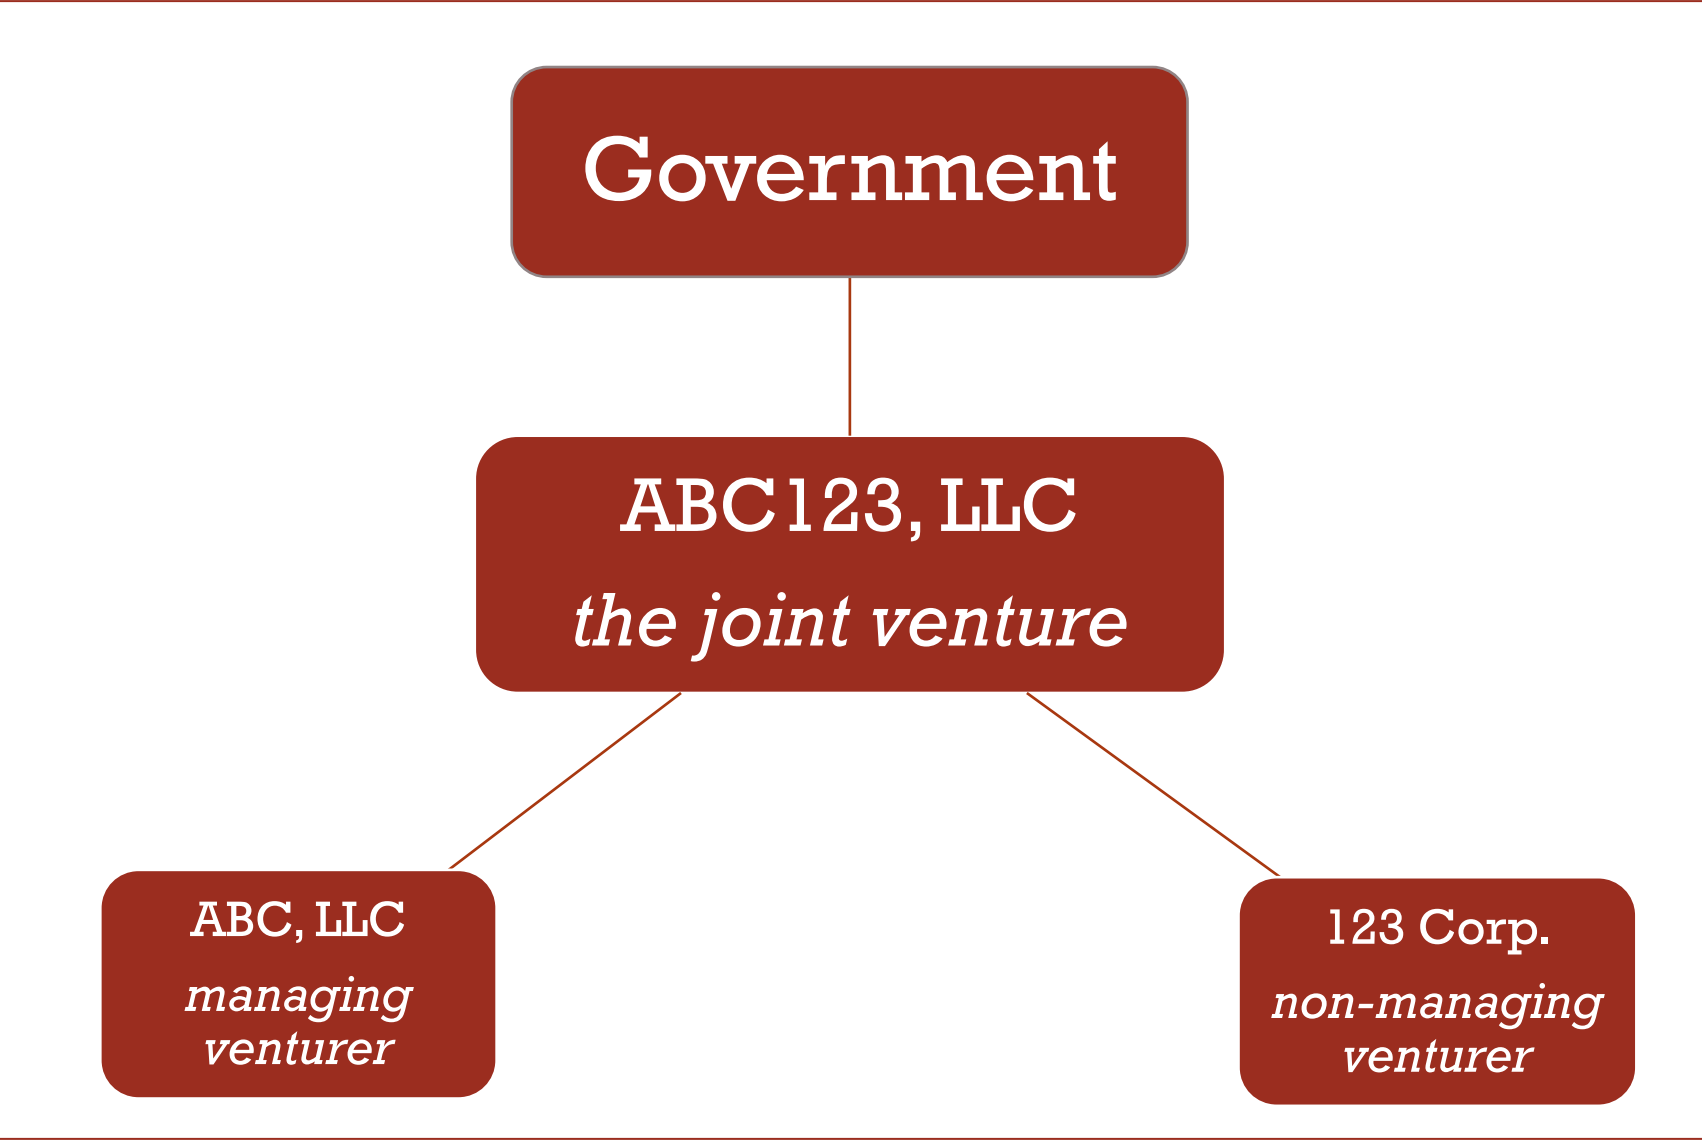 Government
ABC123, LLC
the joint venture
ABC, LLC
managing
venturer
123 Corp.
non-managing
venturer